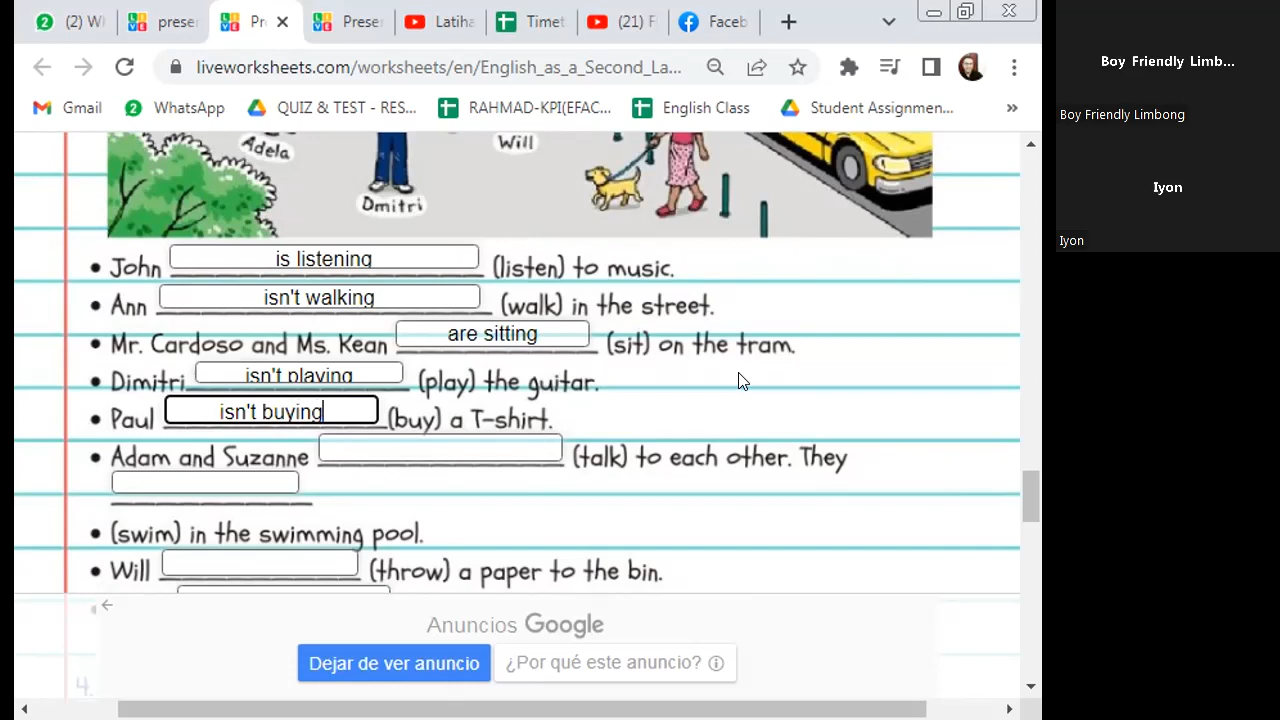 (2) W
presen
Pr
Preser
Latiha
Timet
(21) F
Faceb
liveworksheets.com/worksheets/en/English_as_a_Second_La...
Gmail
WhatsApp
QUIZ & TEST - RES...
RAHMAD-KPI(EFAC...
English Class
Student Assignmen...
»
Adela
Will
Dmitri
• John is listening (listen) to music.
• Ann isn't walking (walk) in the street.
• Mr. Cardoso and Ms. Kean are sitting (sit) on the tram.
• Dimitri isn't playing (play) the guitar.
• Paul isn't buying (buy) a T-shirt.
• Adam and Suzanne (talk) to each other. They
• (swim) in the swimming pool.
• Will (throw) a paper to the bin.
Anuncios Google
Dejar de ver anuncio
¿Por qué este anuncio?
4.
Boy Friendly Limb...
Boy Friendly Limbong
Iyon
Iyon